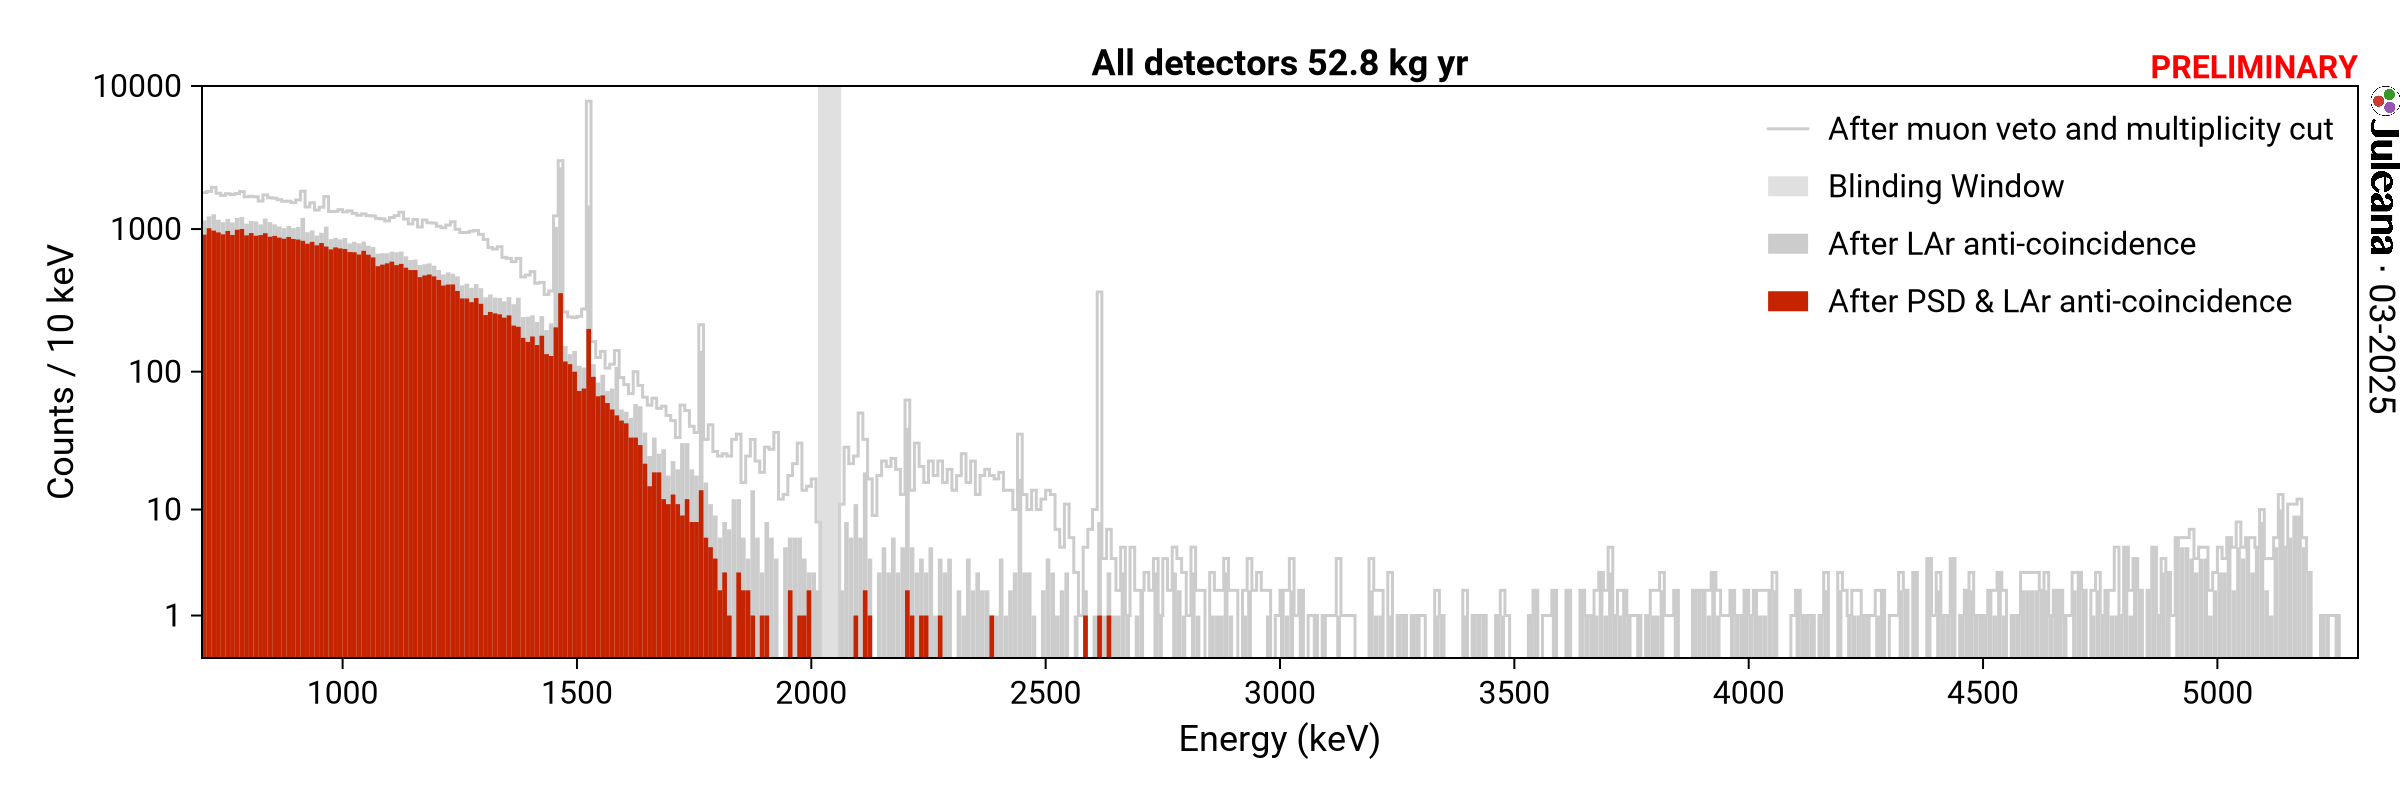 All detectors 52.8 kg yr
PRELIMINARY
After muon veto and multiplicity cut
Blinding Window
After LAr anti-coincidence
After PSD & LAr anti-coincidence
Counts / 10 keV
10000
1000
100
10
1
1000 1500 2000 2500 3000 3500 4000 4500 5000
Energy (keV)
Juleana · 03-2025